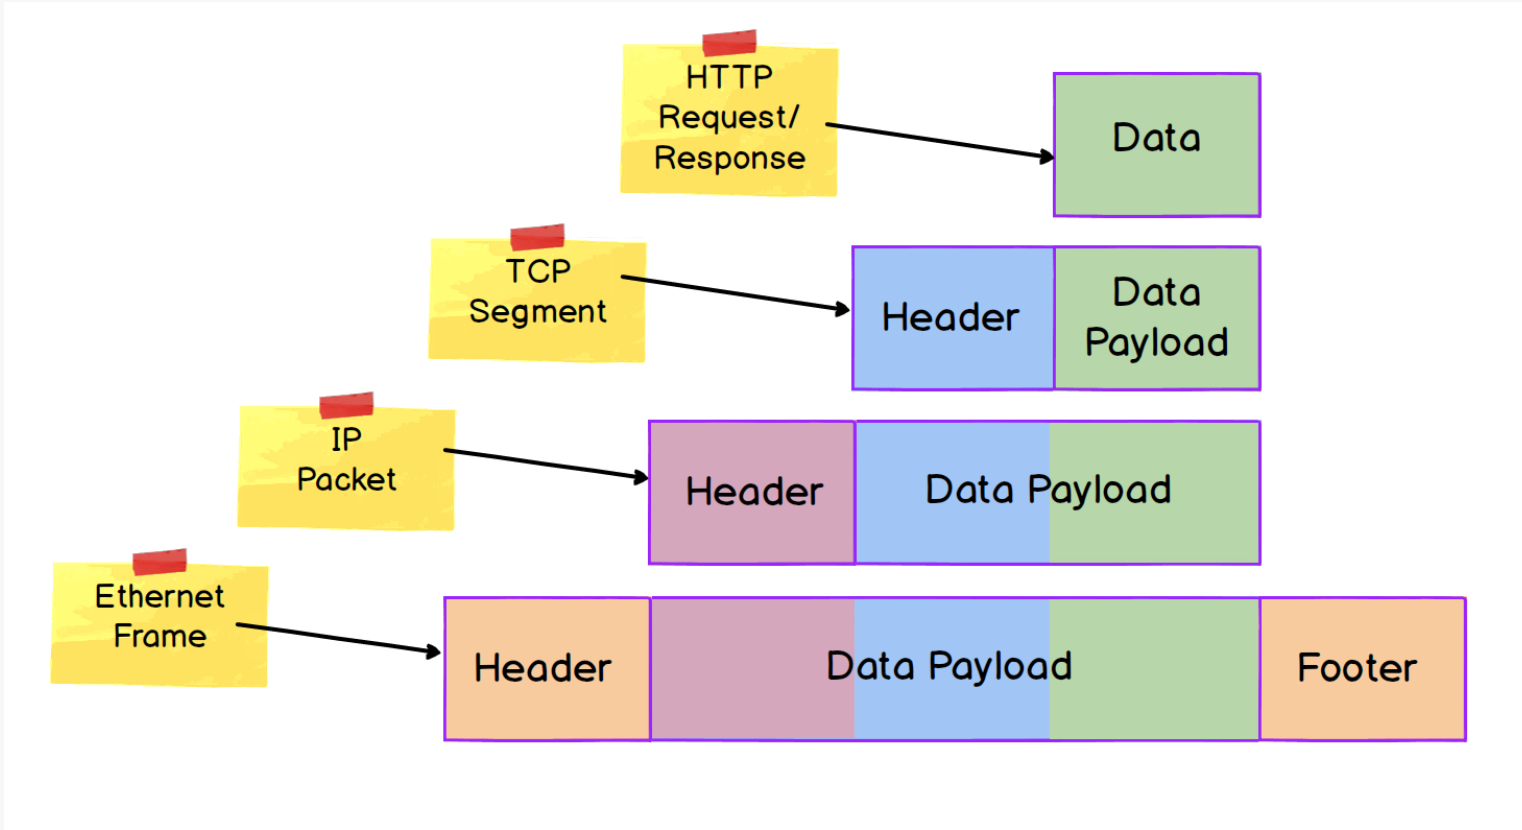 HTTP
Request/
Response
Data
TCP
Segment
Header
Data
Payload
IP
Packet
Header
Data Payload
Ethernet
Frame
Header
Data Payload
Footer